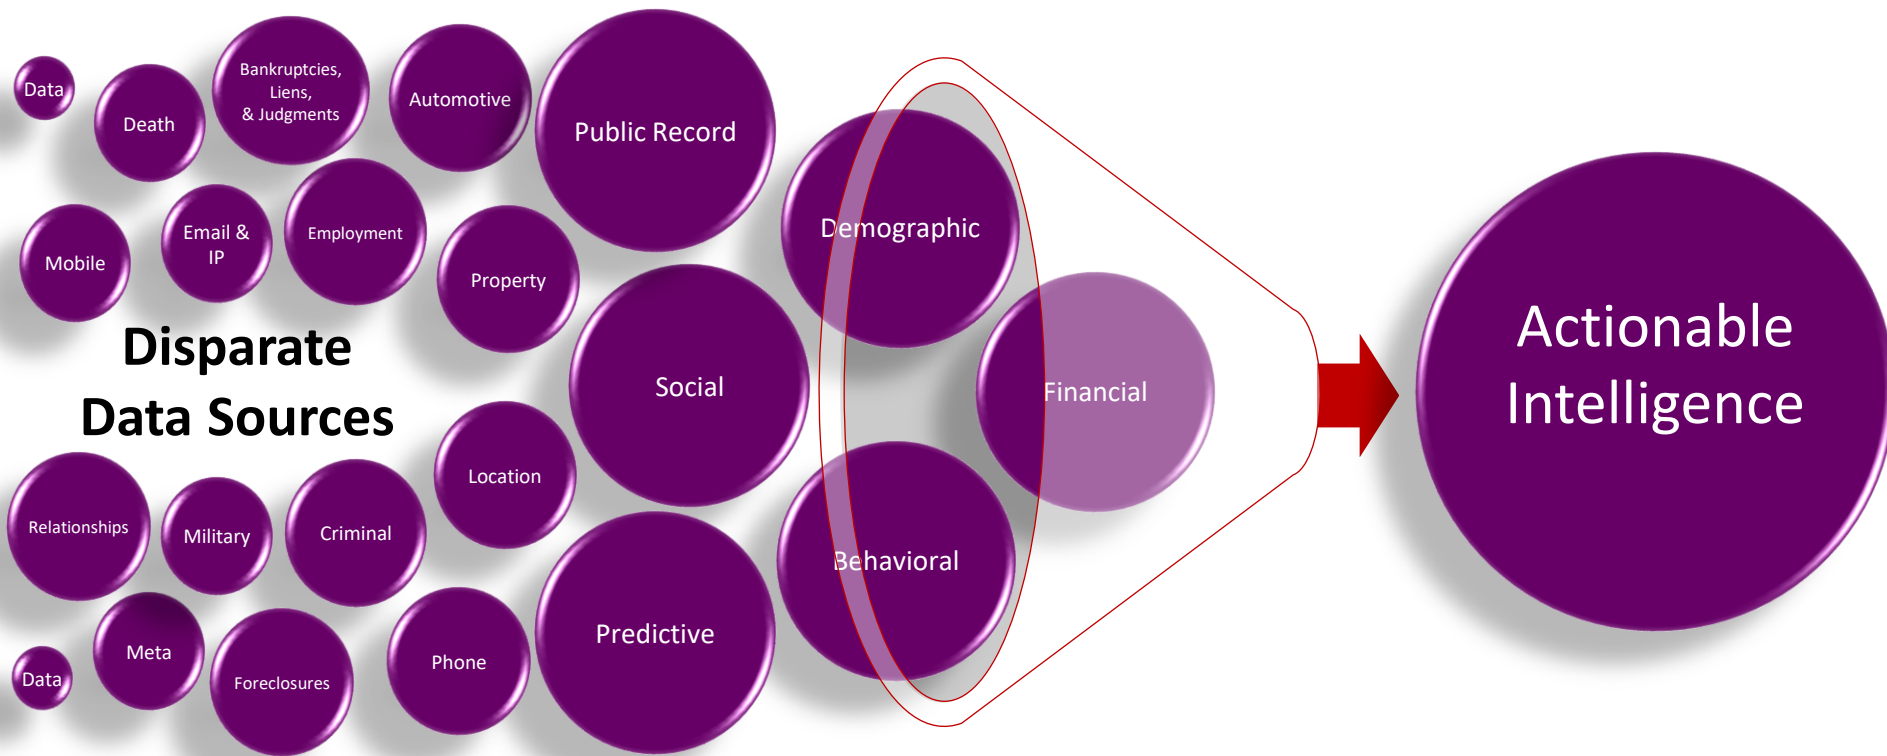 Data
Death
Bankruptcies,
Liens,
& Judgments
Automotive
Public Record
Mobile
Email &
IP
Employment
Property
Demographic
Disparate
Data Sources
Social
Financial
Actionable
Intelligence
Relationships
Military
Criminal
Location
Behavioral
Data
Meta
Foreclosures
Phone
Predictive